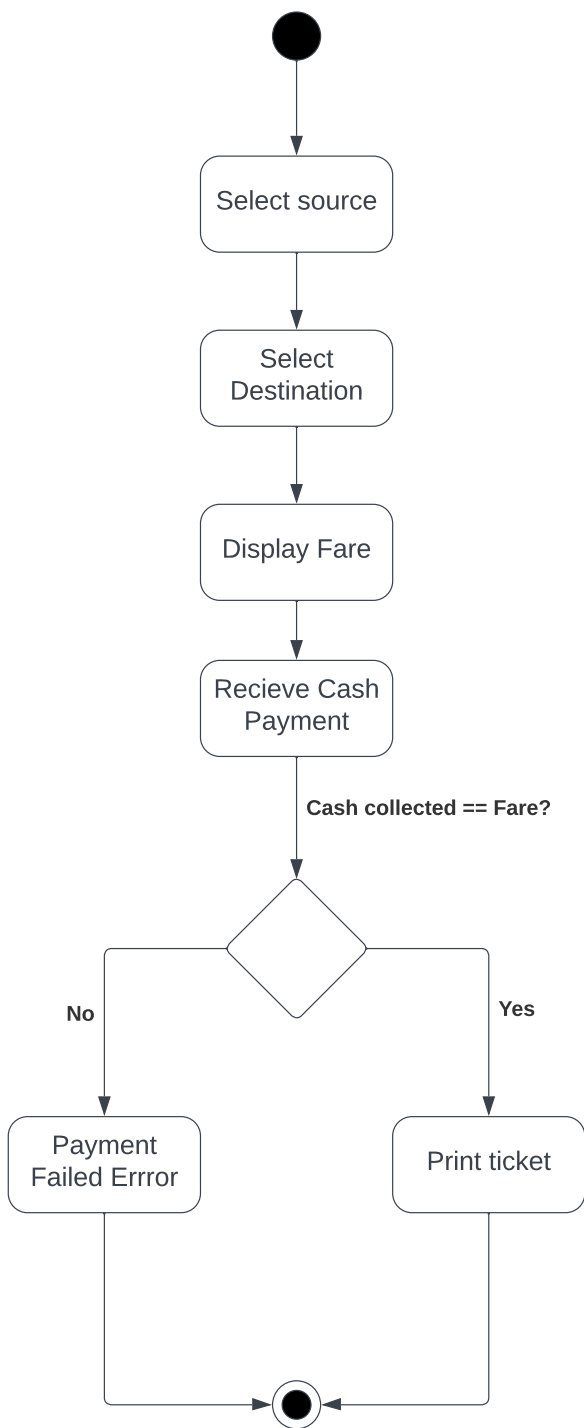 Select source
Select
Destination
Display Fare
Recieve Cash
Payment
Cash collected == Fare?
No
Yes
Payment
Failed Errror
Print ticket